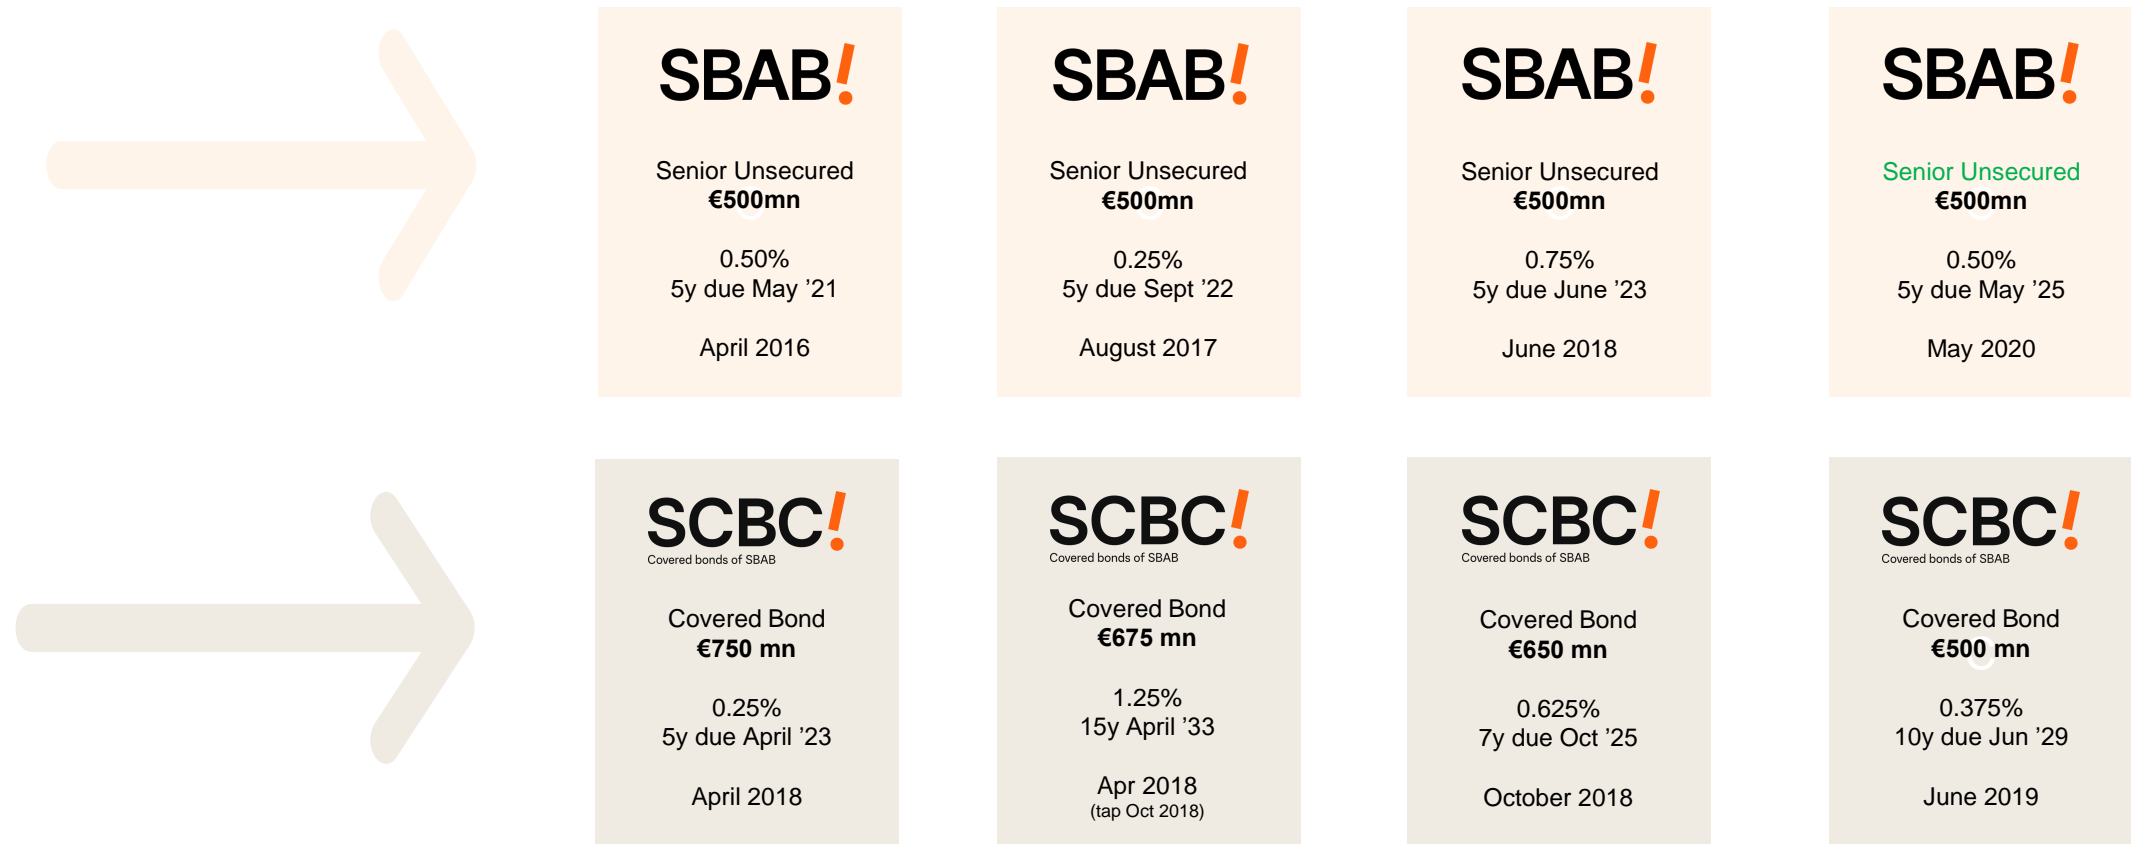 SBAB!
Senior Unsecured
€500mn
0.50%
5y due May ’21
April 2016
SBAB!
Senior Unsecured
€500mn
0.25%
5y due Sept ’22
August 2017
SBAB!
Senior Unsecured
€500mn
0.75%
5y due June ’23
June 2018
SBAB!
Senior Unsecured
€500mn
0.50%
5y due May ’25
May 2020
SCBC!
Covered bonds of SBAB
Covered Bond
€750 mn
0.25%
5y due April ’23
April 2018
SCBC!
Covered bonds of SBAB
Covered Bond
€675 mn
1.25%
15y April ’33
Apr 2018
(tap Oct 2018)
SCBC!
Covered bonds of SBAB
Covered Bond
€650 mn
0.625%
7y due Oct ’25
October 2018
SCBC!
Covered bonds of SBAB
Covered Bond
€500 mn
0.375%
10y due Jun ’29
June 2019